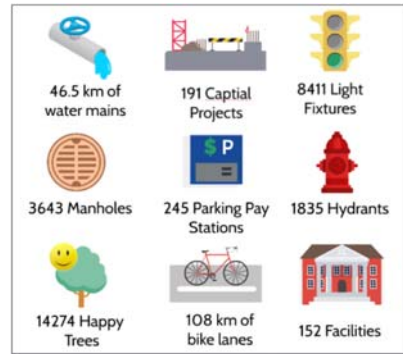 46.5 km of
water mains
191 Captial
Projects
8411 Light
Fixtures
3643 Manholes
$ P
245 Parking Pay
Stations
1835 Hydrants
14274 Happy
Trees
108 km of
bike lanes
152 Facilities